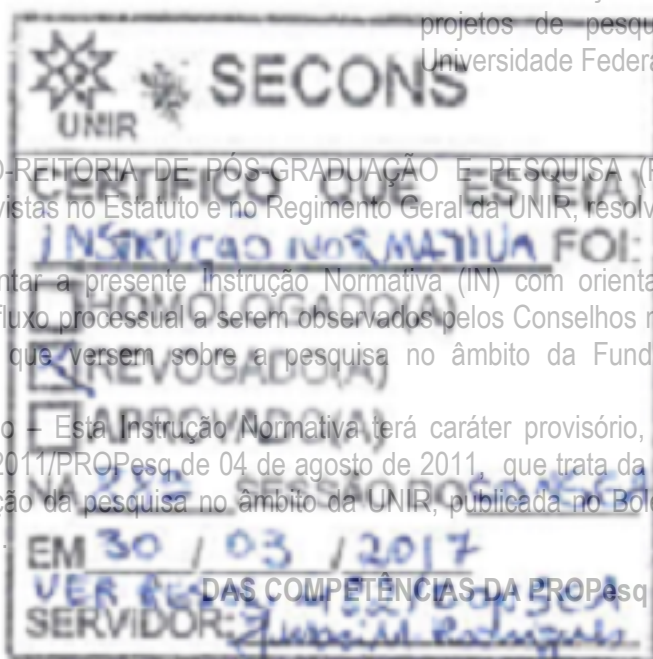 projetos de pesqu
Universidade Federa
UNIR
SECONS
O-REITORIA DE PÓS-GRADUAÇÃO E PESQUISA (P
CERTIFICO QUE ESTE(A)
vistas no Estatuto e no Regimento Geral da UNIR, resolv
INSTRUÇÃO NORMATIVA FOI:
ntar a presente Instrução Normativa (IN) com orienta
HOMOLOGADO(A)
fluxo processual a serem observados pelos Conselhos
que versem sobre a pesquisa no âmbito da Fund
REVOGADO(A)
o – Esta Instrução Normativa terá caráter provisório,
APROVADO(A)
2011/PROPesq de 04 de agosto de 2011, que trata da
NA SESSÃO DO CONSEA
ção da pesquisa no âmbito da UNIR, publicada no Bole
EM 30 / 03 / 2017
VER
DAS COMPETÊNCIAS DA PROPesq
SERVIDOR: